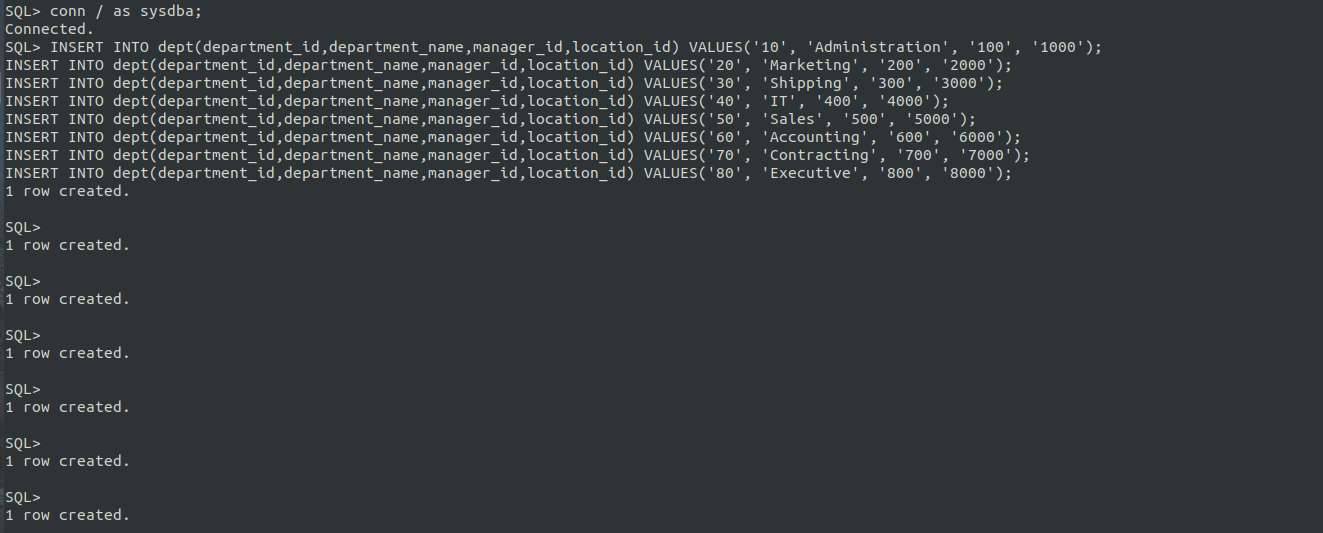 SQL> conn / as sysdba;
Connected.
SQL> INSERT INTO dept(department_id,department_name,manager_id,location_id) VALUES('10', 'Administration', '100', '1000');
INSERT INTO dept(department_id,department_name,manager_id,location_id) VALUES('20', 'Marketing', '200', '2000');
INSERT INTO dept(department_id,department_name,manager_id,location_id) VALUES('30', 'Shipping', '300', '3000');
INSERT INTO dept(department_id,department_name,manager_id,location_id) VALUES('40', 'IT', '400', '4000');
INSERT INTO dept(department_id,department_name,manager_id,location_id) VALUES('50', 'Sales', '500', '5000');
INSERT INTO dept(department_id,department_name,manager_id,location_id) VALUES('60', 'Accounting', '600', '6000');
INSERT INTO dept(department_id,department_name,manager_id,location_id) VALUES('70', 'Contracting', '700', '7000');
INSERT INTO dept(department_id,department_name,manager_id,location_id) VALUES('80', 'Executive', '800', '8000');
1 row created.
SQL>
1 row created.
SQL>
1 row created.
SQL>
1 row created.
SQL>
1 row created.
SQL>
1 row created.
SQL>
1 row created.